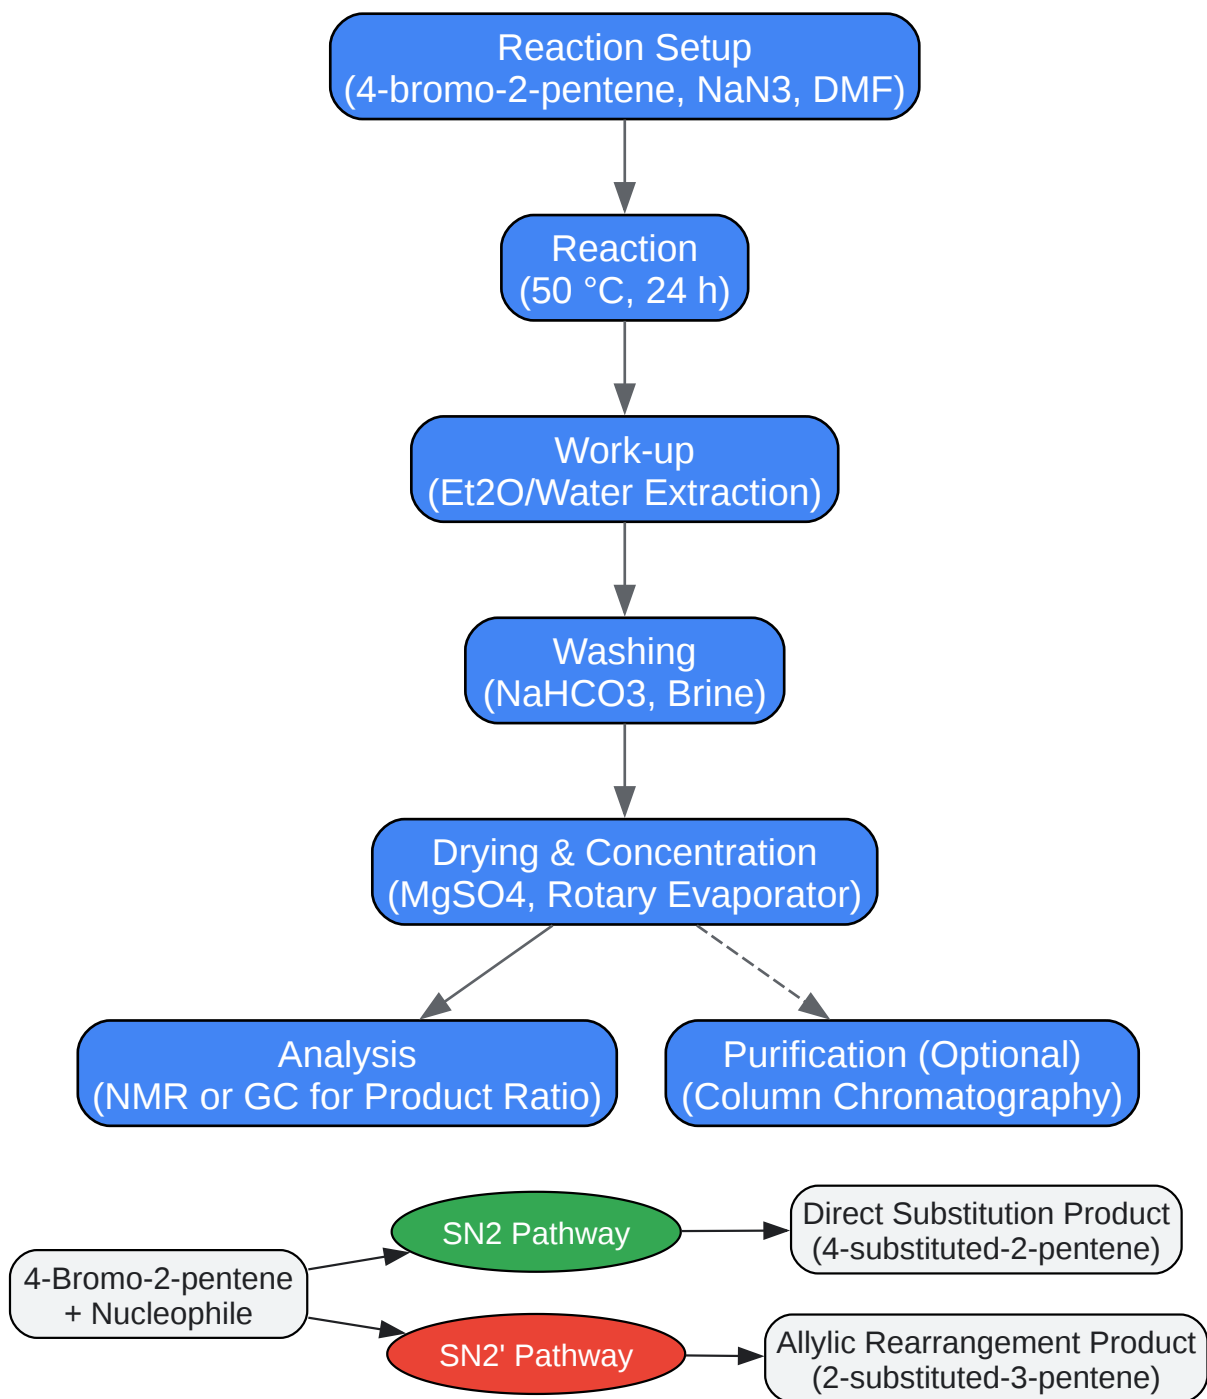 Reaction Setup
(4-bromo-2-pentene, NaN3, DMF)
Reaction
(50 °C, 24 h)
Work-up
(Et2O/Water Extraction)
Washing
(NaHCO3, Brine)
Drying & Concentration
(MgSO4, Rotary Evaporator)
Analysis
(NMR or GC for Product Ratio)
Purification (Optional)
(Column Chromatography)
4-Bromo-2-pentene
+ Nucleophile
SN2 Pathway
Direct Substitution Product
(4-substituted-2-pentene)
SN2' Pathway
Allylic Rearrangement Product
(2-substituted-3-pentene)